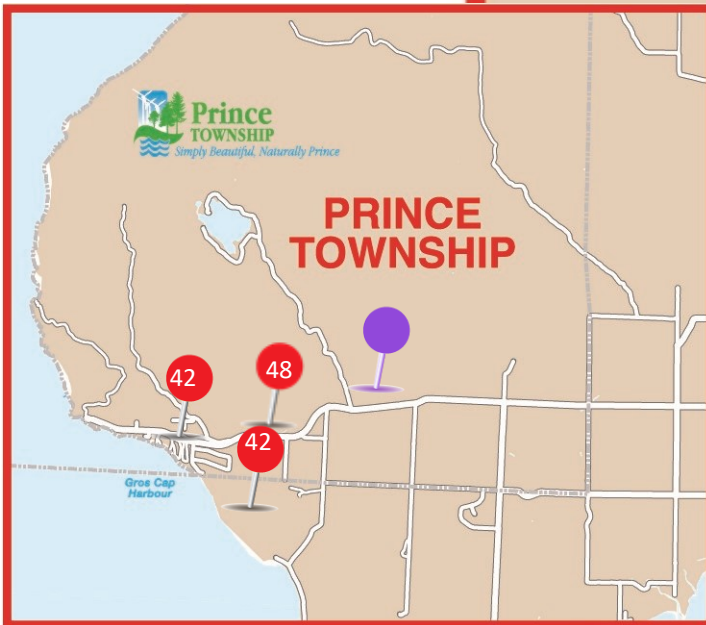 Prince
TOWNSHIP
Simply Beautiful, Naturally Prince
PRINCE
TOWNSHIP
48
42
42
Gros Cap
Harbour